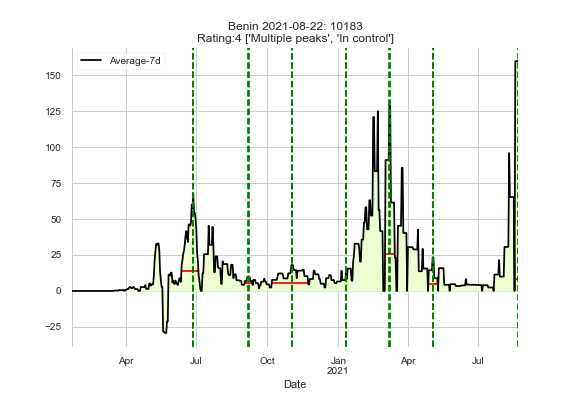 Benin 2021-08-22: 10183
Rating:4 ['Multiple peaks', 'In control']
Average-7d
150
125
100
75
50
25
0
−25
Apr
Jul
Oct
Jan
2021
Apr
Jul
Date